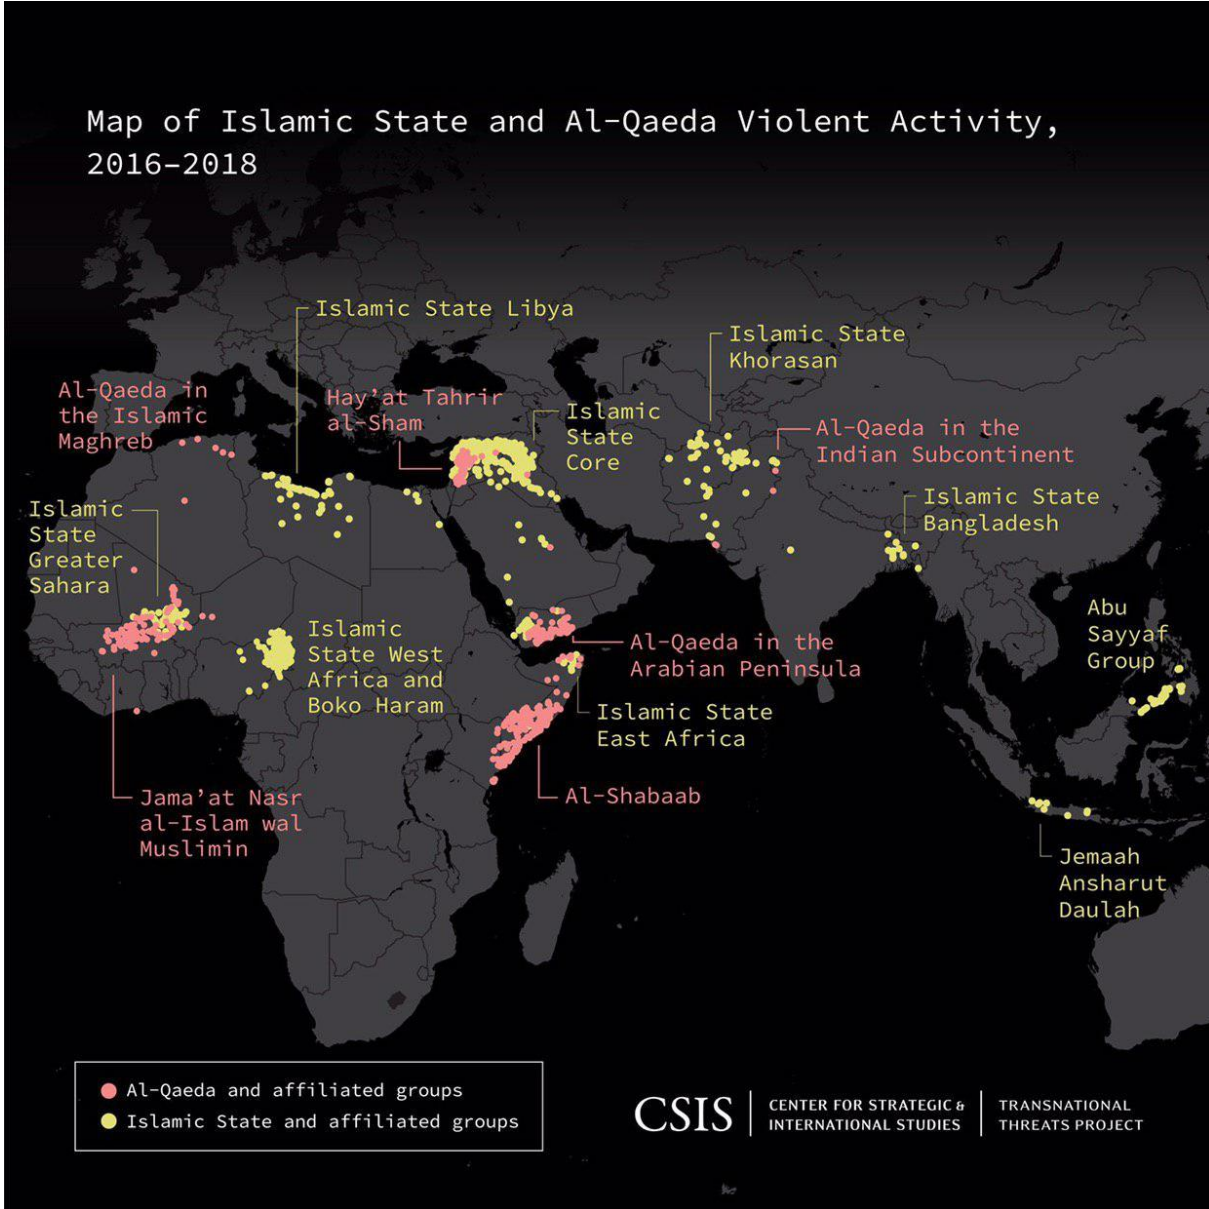 Map of Islamic State and Al-Qaeda Violent Activity,
2016–2018
Islamic State Libya
Islamic State
Khorasan
Al-Qaeda in
the Islamic
Maghreb
Hay’at Tahrir
al-Sham
Islamic
State
Core
Al-Qaeda in the
Indian Subcontinent
Islamic State
Bangladesh
Islamic
State
Greater
Sahara
Islamic
State West
Africa and
Boko Haram
Abu
Sayyaf
Group
Al-Qaeda in the
Arabian Peninsula
Islamic State
East Africa
Al-Shabaab
Jama’at Nasr
al-Islam wal
Muslimin
Jemaah
Ansharut
Daulah
Al-Qaeda and affiliated groups
Islamic State and affiliated groups
CSIS
CENTER FOR STRATEGIC &
INTERNATIONAL STUDIES
TRANSNATIONAL
THREATS PROJECT